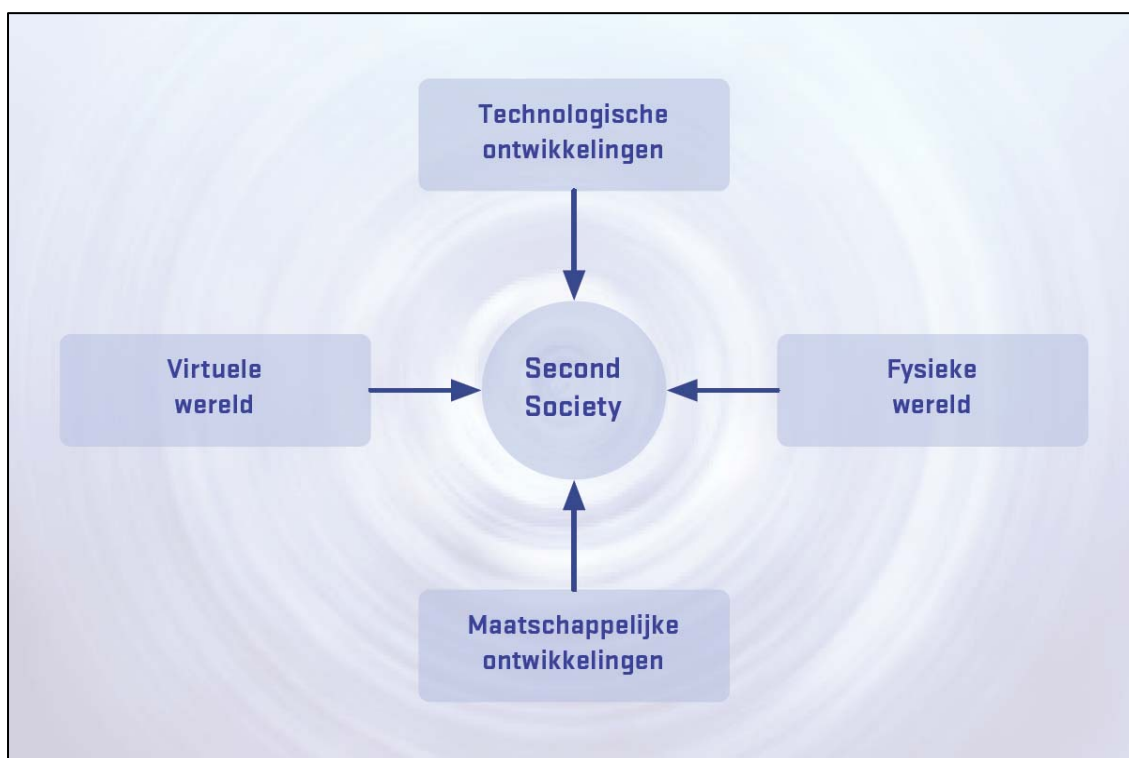 Technologische
ontwikkelingen
Virtuele
wereld
Second
Society
Fysieke
wereld
Maatschappelijke
ontwikkelingen